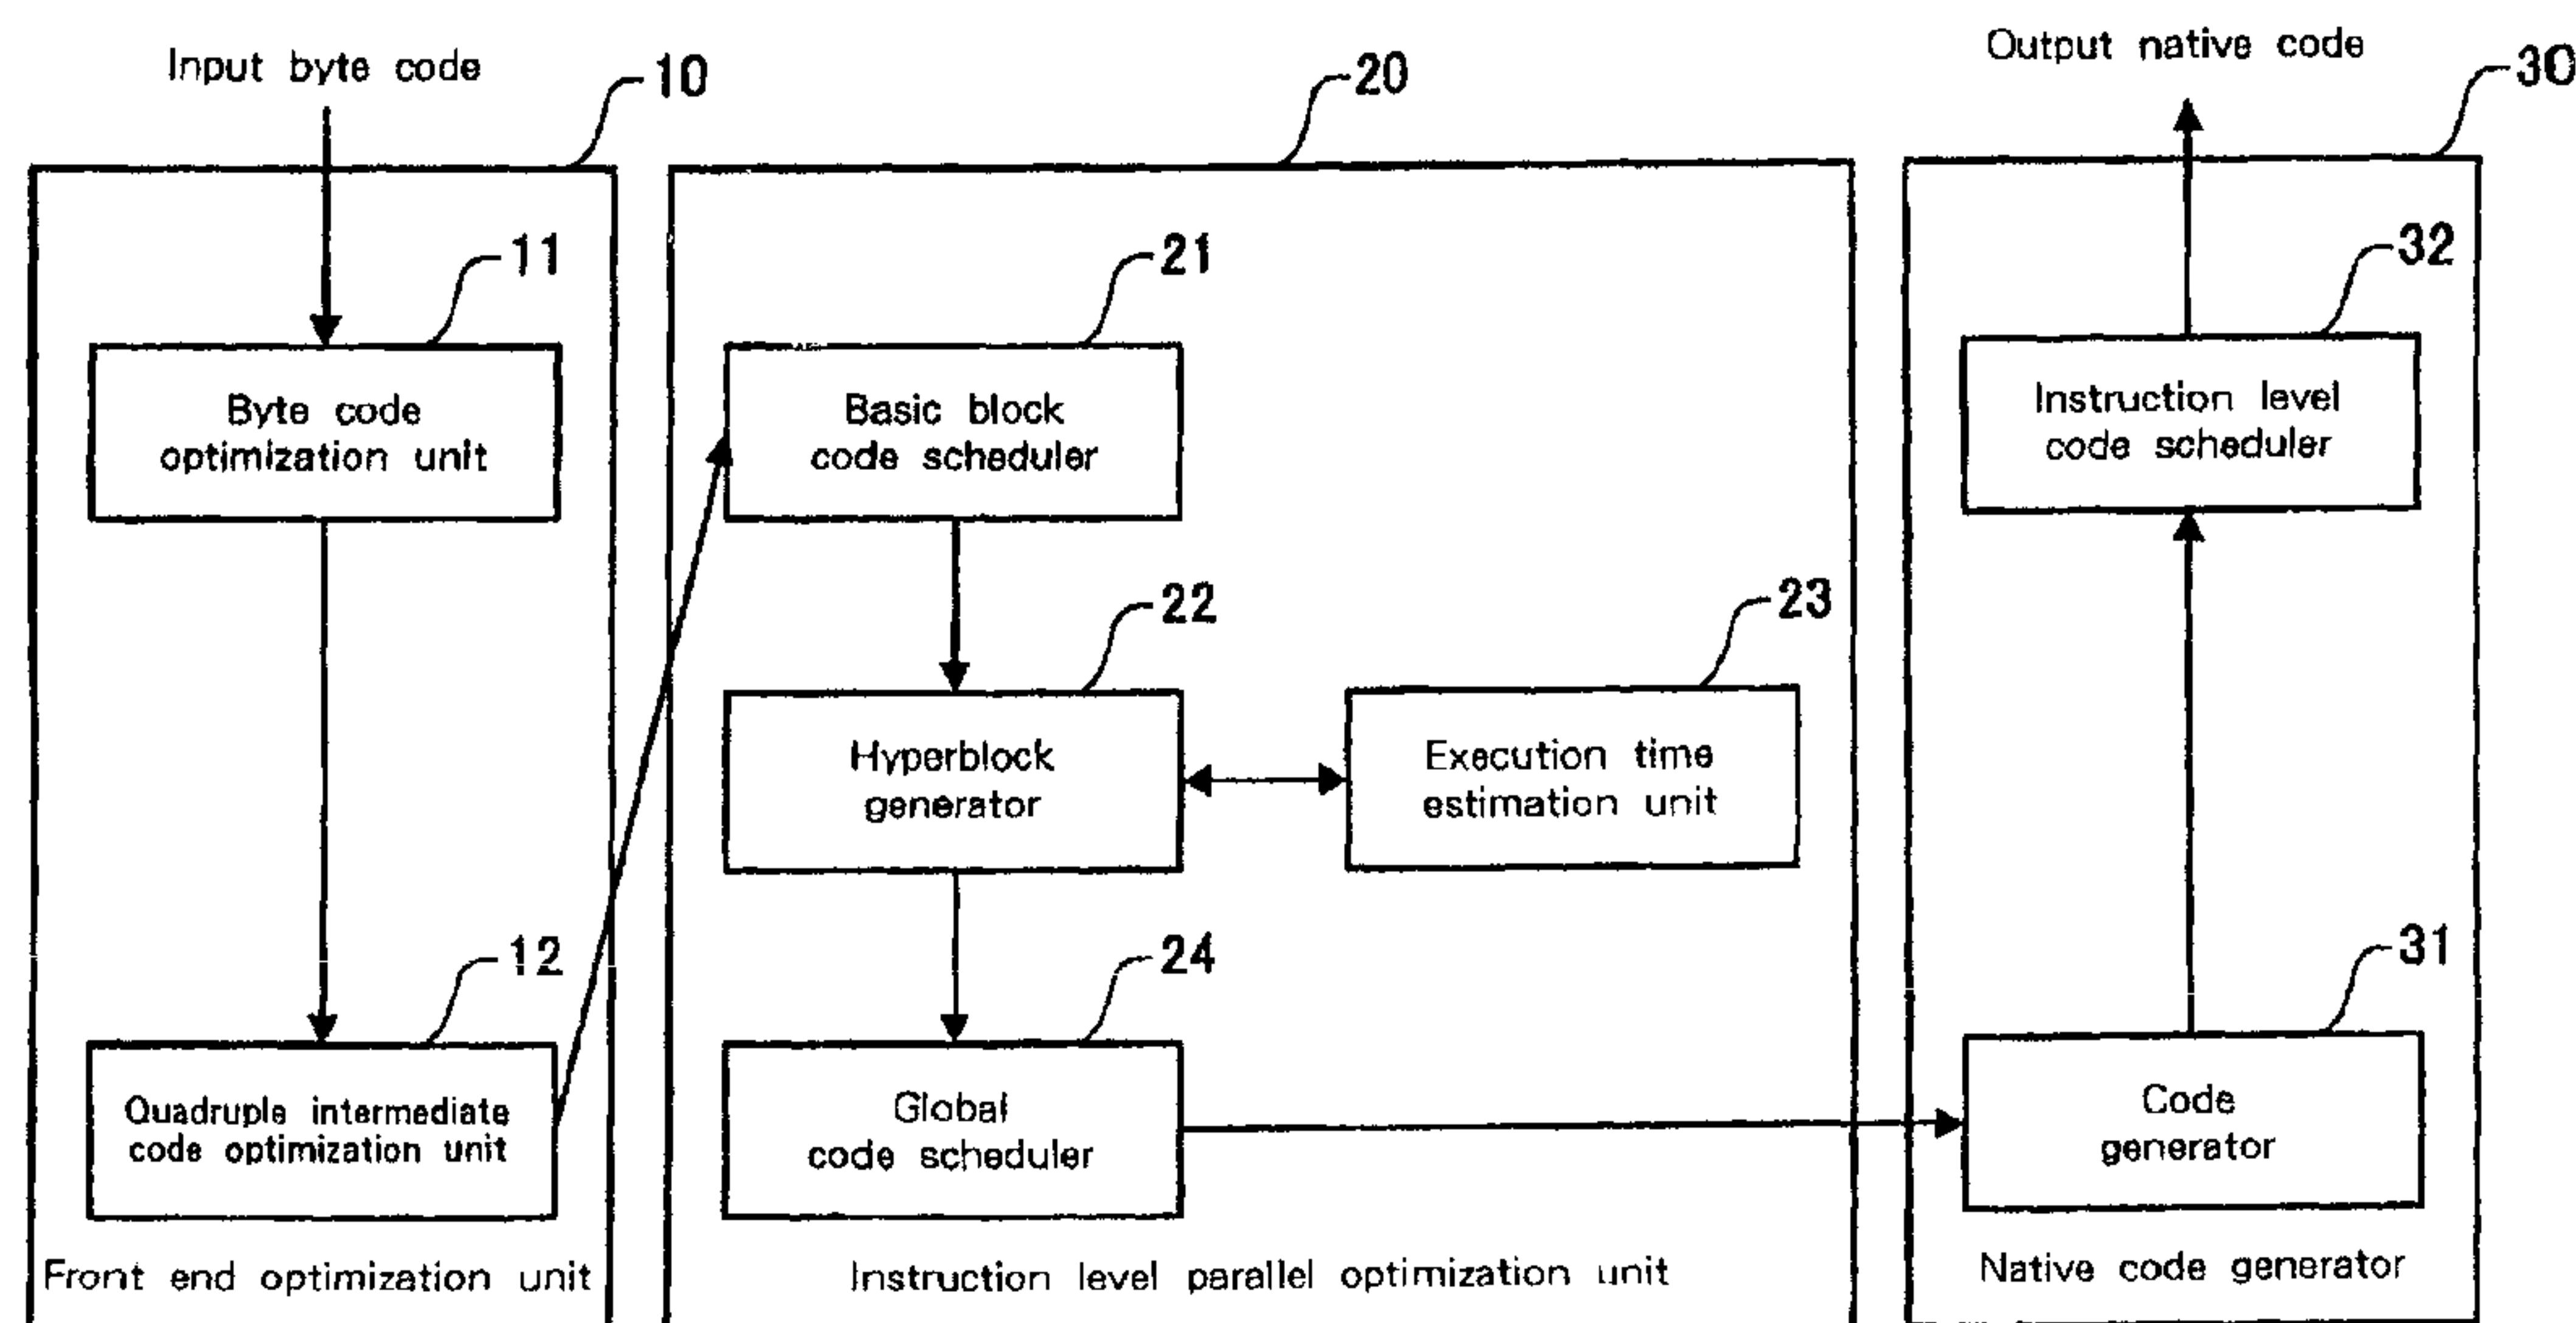 Input byte code
10
11
Byte code
optimization unit
12
Quadruple intermediate
code optimization unit
Front end optimization unit
20
21
Basic block
code scheduler
22
Hyperblock
generator
23
Execution time
estimation unit
24
Global
code scheduler
Instruction level parallel optimization unit
Output native code
30
32
Instruction level
code scheduler
31
Code
generator
Native code generator